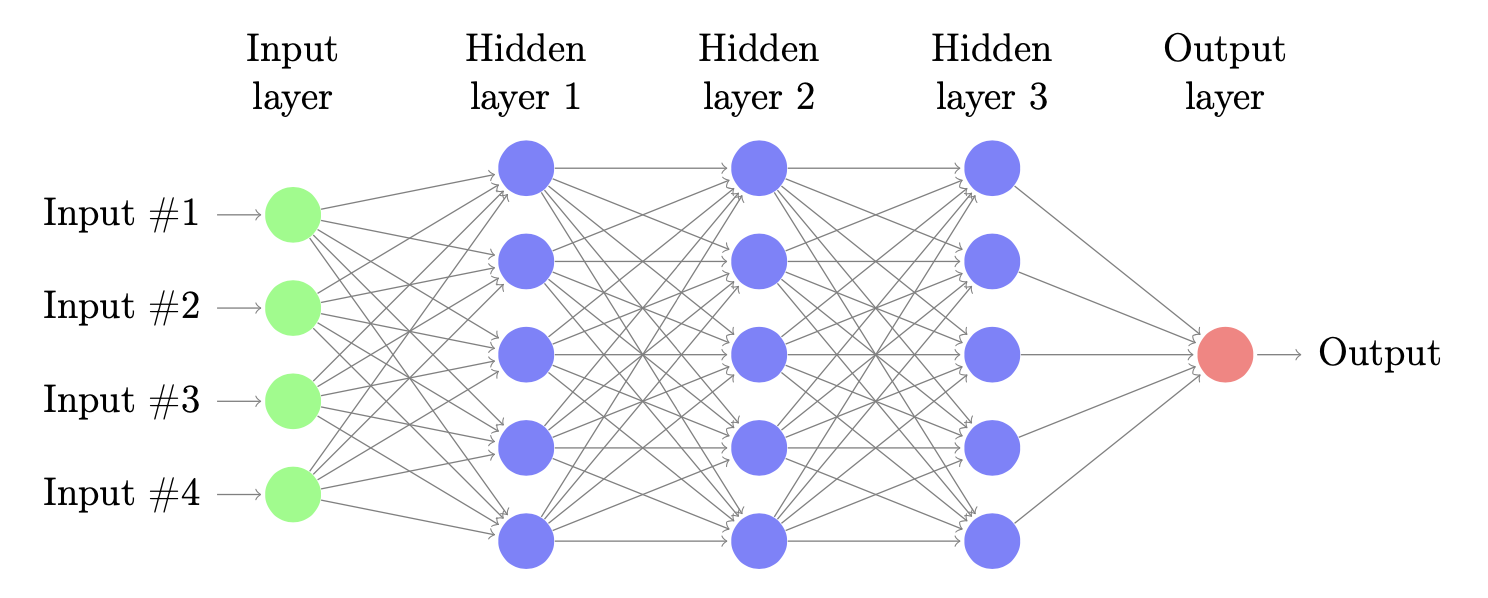 Input
layer
Hidden
layer 1
Hidden
layer 2
Hidden
layer 3
Output
layer
Input #1
Input #2
Input #3
Input #4
Output